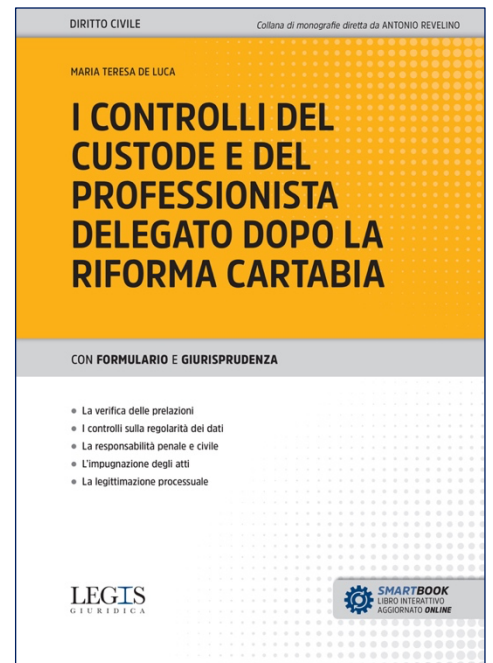 DIRITTO CIVILE
Collana di monografie diretta da ANTONIO REVELINO
MARIA TERESA DE LUCA
I CONTROLLI DEL
CUSTODE E DEL
PROFESSIONISTA
DELEGATO DOPO LA
RIFORMA CARTABIA
CON FORMULARIO E GIURISPRUDENZA
• La verifica delle prelazioni
• I controlli sulla regolarità dei dati
• La responsabilità penale e civile
• L'impugnazione degli atti
• La legittimazione processuale
LEGIS
GIURIDICA
SMARTBOOK
LIBRO INTERATTIVO
AGGIORNATO ONLINE